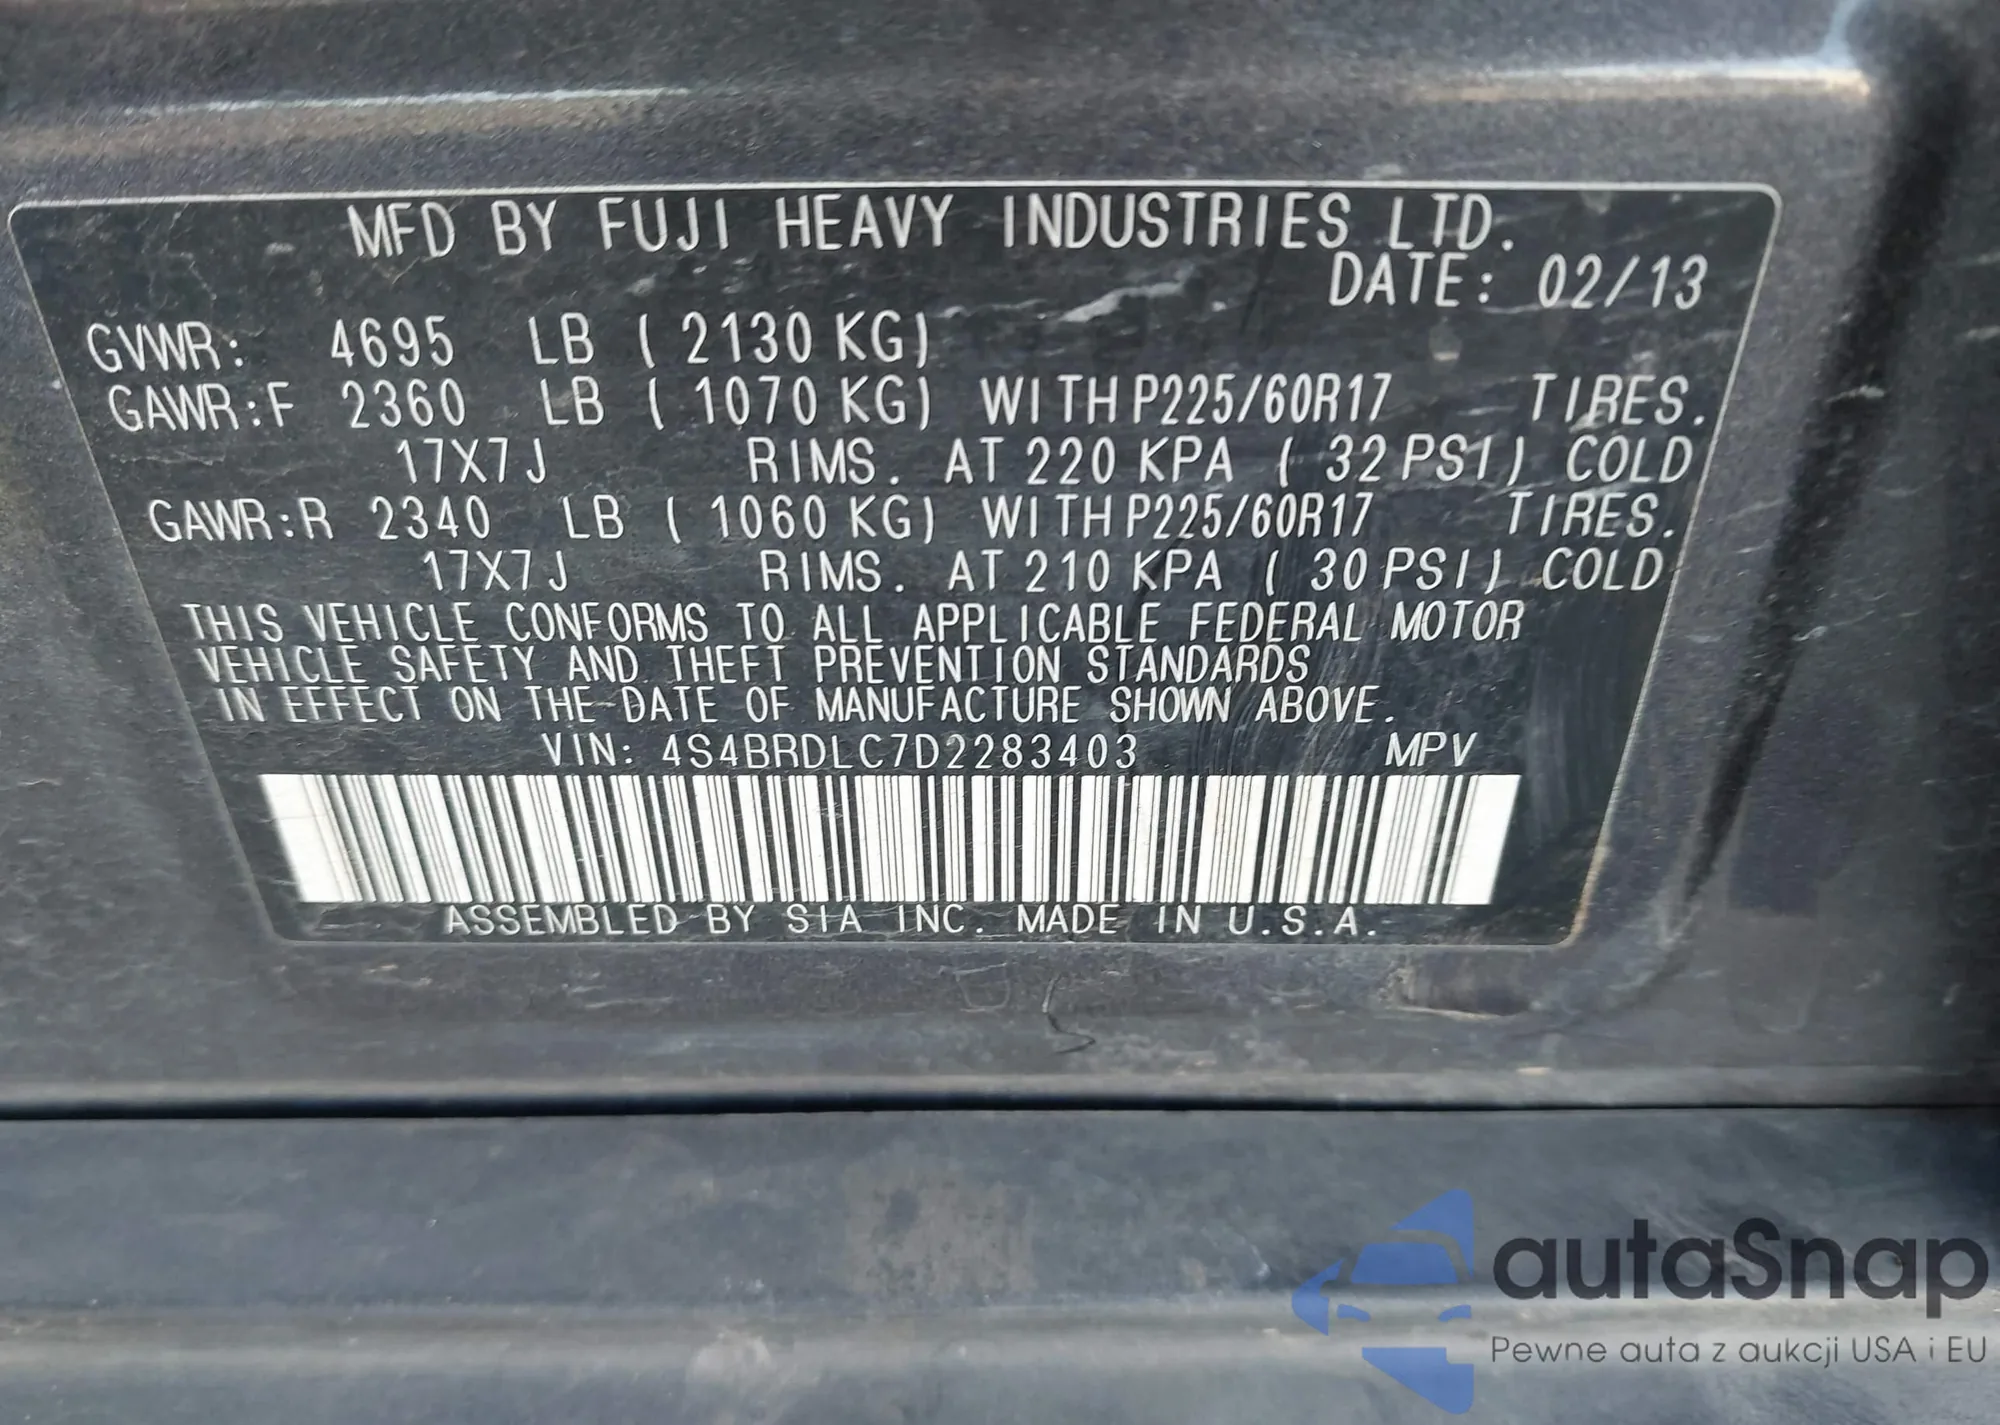 MFD BY FUJI HEAVY INDUSTRIES LTD.
DATE: 02/13
GVWR: 4695 LB ( 2130 KG)
GAWR:F 2360 LB ( 1070 KG) WITH P225/60R17 TIRES.
17X7J RIMS. AT 220 KPA ( 32 PSI) COLD
GAWR:R 2340 LB ( 1060 KG) WITH P225/60R17 TIRES.
17X7J RIMS. AT 210 KPA ( 30 PSI) COLD
THIS VEHICLE CONFORMS TO ALL APPLICABLE FEDERAL MOTOR
VEHICLE SAFETY AND THEFT PREVENTION STANDARDS
IN EFFECT ON THE DATE OF MANUFACTURE SHOWN ABOVE.
VIN: 4S4BRDLC7D2283403 MPV
ASSEMBLED BY SIA INC. MADE IN U.S.A.
autaSnap
Pewne auta z aukcji USA i EU